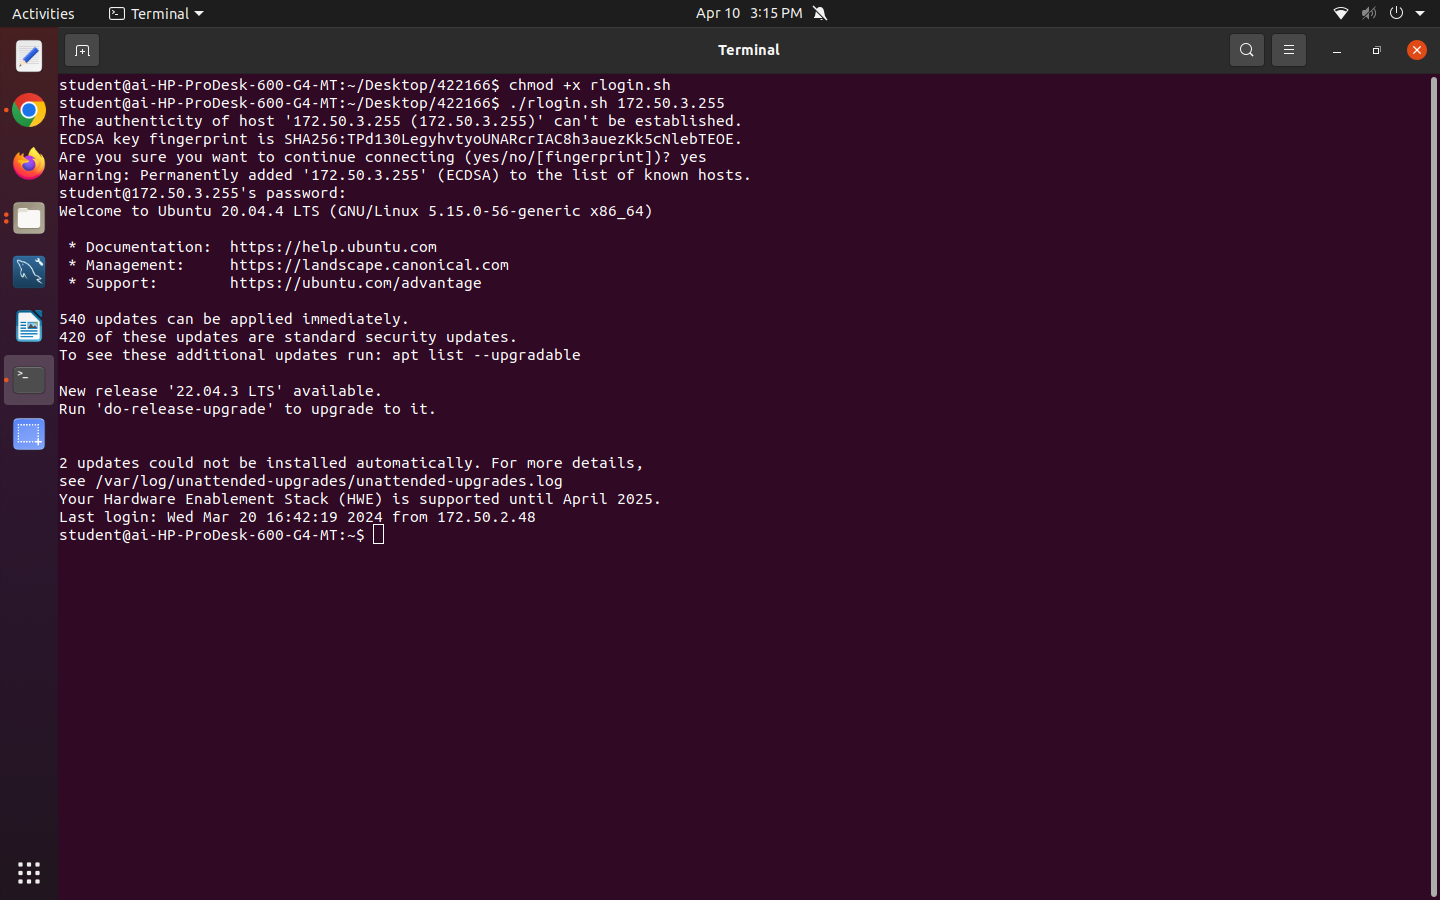 Activities
Terminal
Apr 10 3:15 PM
Terminal
student@ai-HP-ProDesk-600-G4-MT:~/Desktop/422166$ chmod +x rlogin.sh
student@ai-HP-ProDesk-600-G4-MT:~/Desktop/422166$ ./rlogin.sh 172.50.3.255
The authenticity of host '172.50.3.255 (172.50.3.255)' can't be established.
ECDSA key fingerprint is SHA256:TPd130LegyhvtyoUNARcrIAC8h3auezKk5cNlebTEOE.
Are you sure you want to continue connecting (yes/no/[fingerprint])? yes
Warning: Permanently added '172.50.3.255' (ECDSA) to the list of known hosts.
student@172.50.3.255's password:
Welcome to Ubuntu 20.04.4 LTS (GNU/Linux 5.15.0-56-generic x86_64)
* Documentation:  https://help.ubuntu.com
* Management:     https://landscape.canonical.com
* Support:        https://ubuntu.com/advantage
540 updates can be applied immediately.
420 of these updates are standard security updates.
To see these additional updates run: apt list --upgradable
New release '22.04.3 LTS' available.
Run 'do-release-upgrade' to upgrade to it.
2 updates could not be installed automatically. For more details,
see /var/log/unattended-upgrades/unattended-upgrades.log
Your Hardware Enablement Stack (HWE) is supported until April 2025.
Last login: Wed Mar 20 16:42:19 2024 from 172.50.2.48
student@ai-HP-ProDesk-600-G4-MT:~$